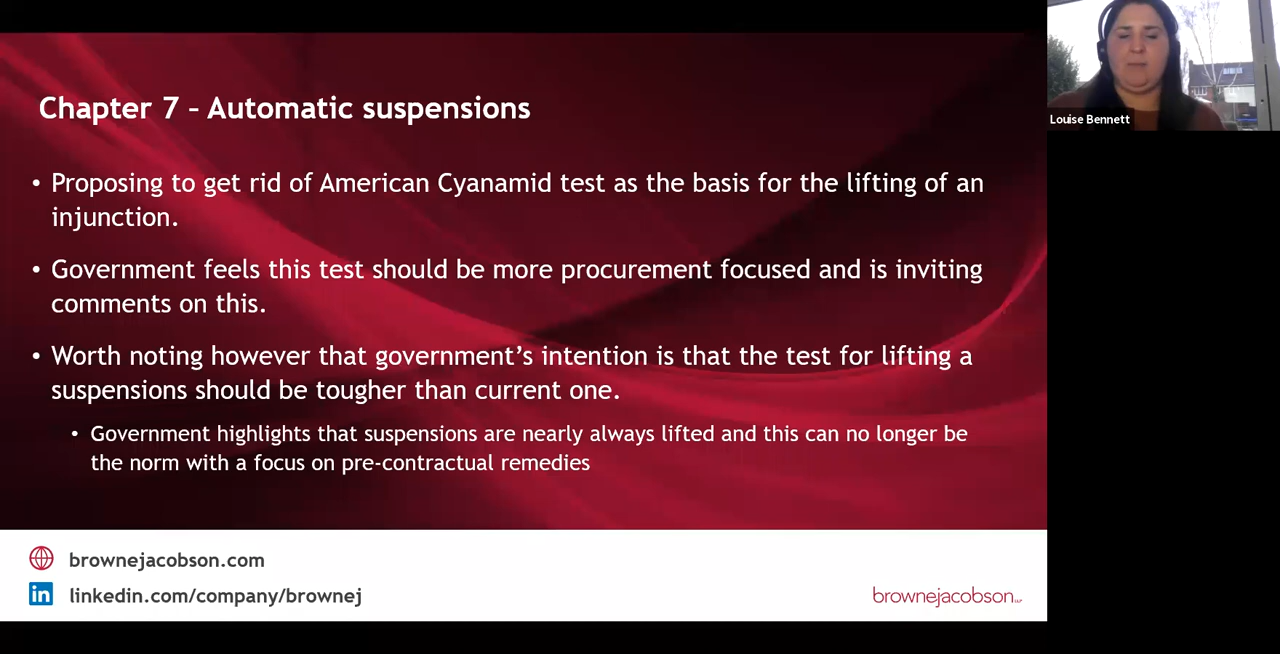 Chapter 7 – Automatic suspensions
• Proposing to get rid of American Cyanamid test as the basis for the lifting of an
injunction.
• Government feels this test should be more procurement focused and is inviting
comments on this.
• Worth noting however that government's intention is that the test for lifting a
suspensions should be tougher than current one.
• Government highlights that suspensions are nearly always lifted and this can no longer be
the norm with a focus on pre-contractual remedies
brownejacobson.com
in linkedin.com/company/brownej
brownejacobson
Louise Bennett